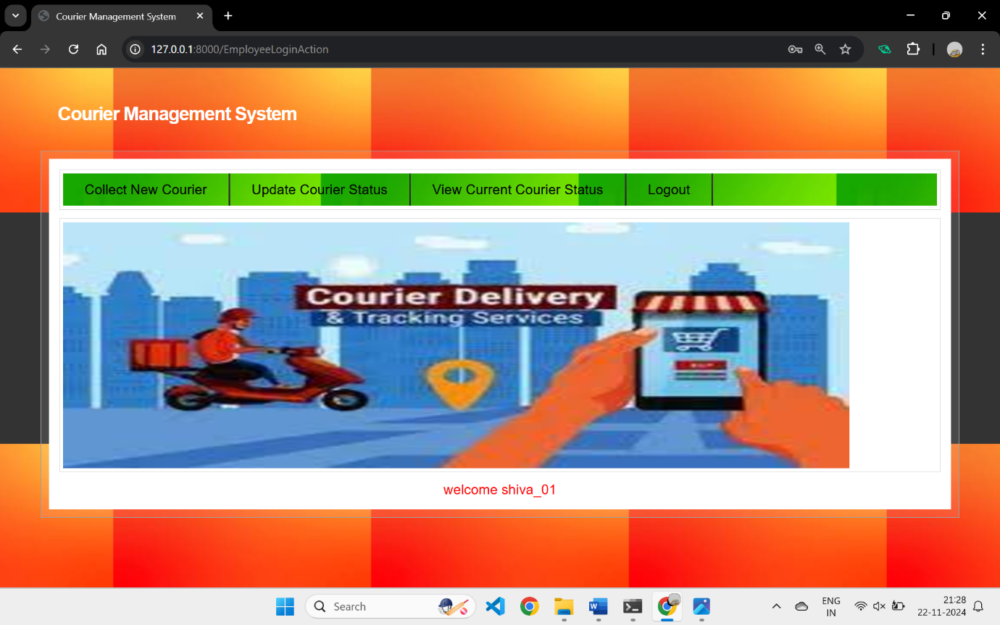 Courier Management System
127.0.0.1:8000/EmployeeLoginAction
Courier Management System
Collect New Courier Update Courier Status View Current Courier Status Logout
Courier Delivery
& Tracking Services
welcome shiva_01
Search
ENG
IN
21:28
22-11-2024